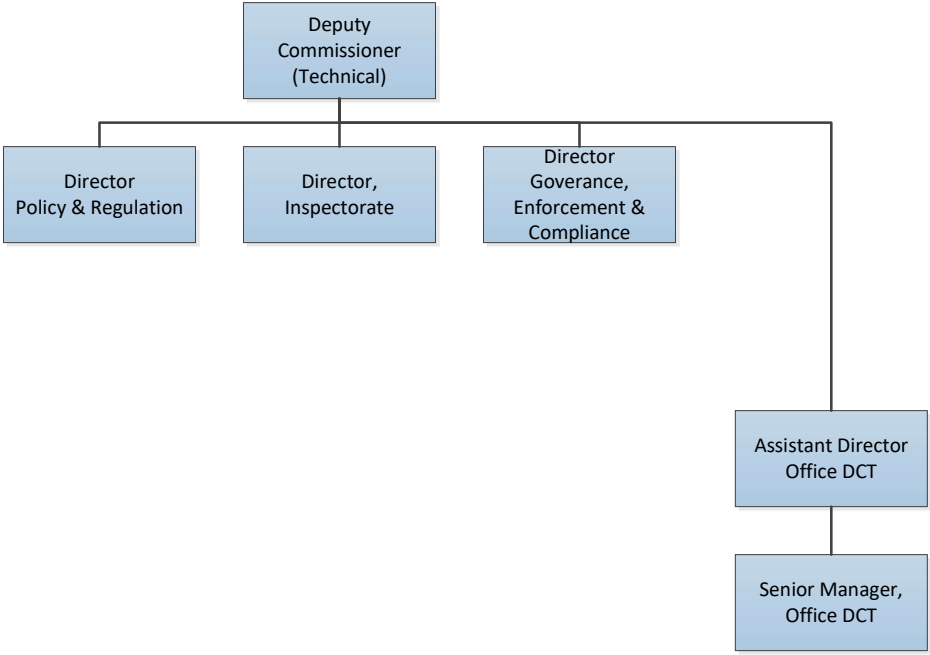 Deputy
Commissioner
(Technical)
Director
Policy & Regulation
Director,
Inspectorate
Director
Goverance,
Enforcement &
Compliance
Assistant Director
Office DCT
Senior Manager,
Office DCT